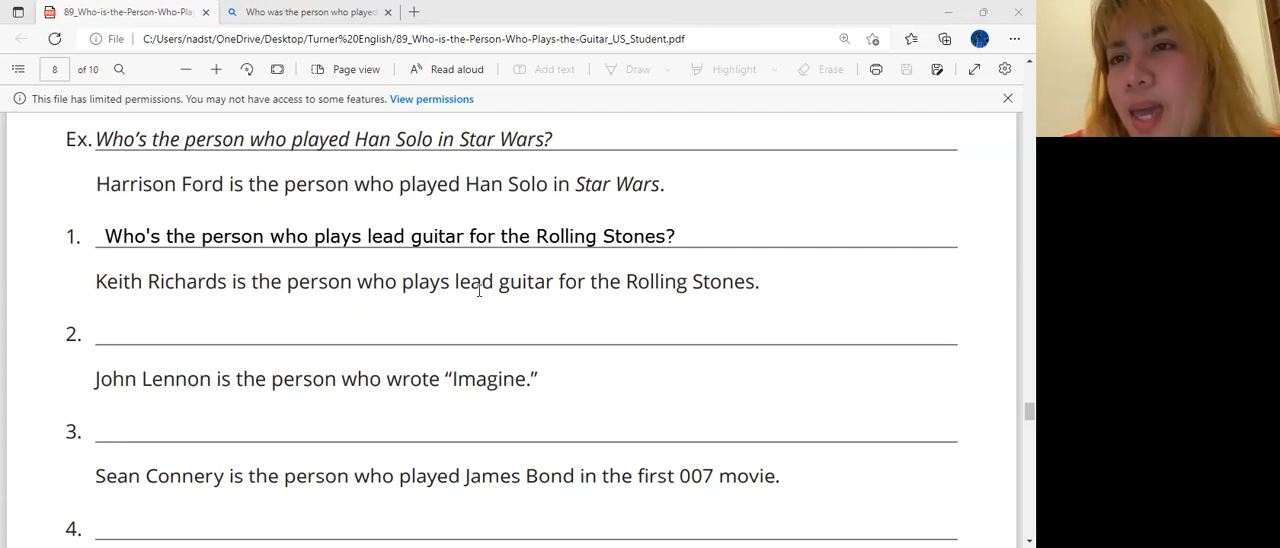 89_Who-is-the-Person-Who-Pla
Who was the person who played
File
C:/Users/nadst/OneDrive/Desktop/Turner%20English/89_Who-is-the-Person-Who-Plays-the-Guitar_US_Student.pdf
8 of 10
Page view
Read aloud
Add text
Draw
Highlight
Erase
This file has limited permissions. You may not have access to some features. View permissions
Ex. Who's the person who played Han Solo in Star Wars?
Harrison Ford is the person who played Han Solo in Star Wars.
1. Who's the person who plays lead guitar for the Rolling Stones?
Keith Richards is the person who plays lead guitar for the Rolling Stones.
2.
John Lennon is the person who wrote “Imagine.”
3.
Sean Connery is the person who played James Bond in the first 007 movie.
4.